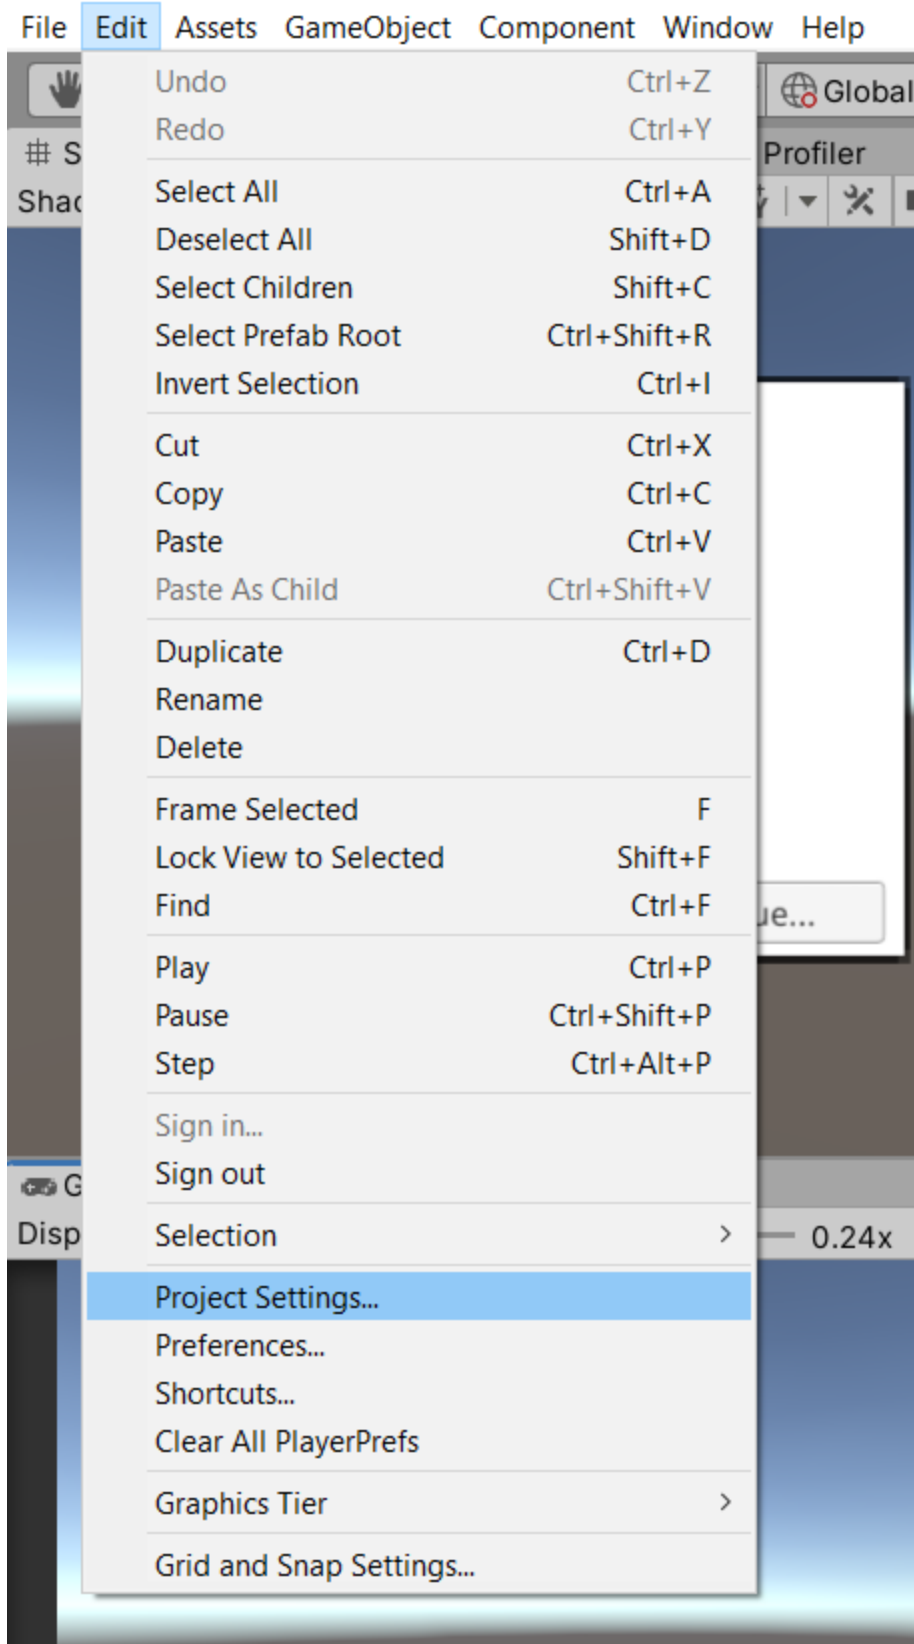 File Edit Assets GameObject Component Window Help
Undo Ctrl+Z
Global
Redo Ctrl+Y
Profiler
Select All Ctrl+A
Deselect All Shift+D
Select Children Shift+C
Select Prefab Root Ctrl+Shift+R
Invert Selection Ctrl+I
Cut Ctrl+X
Copy Ctrl+C
Paste Ctrl+V
Paste As Child Ctrl+Shift+V
Duplicate Ctrl+D
Rename
Delete
Frame Selected F
Lock View to Selected Shift+F
Find Ctrl+F
Play Ctrl+P
Pause Ctrl+Shift+P
Step Ctrl+Alt+P
Sign in...
Sign out
Selection
0.24x
Project Settings...
Preferences...
Shortcuts...
Clear All PlayerPrefs
Graphics Tier
Grid and Snap Settings...